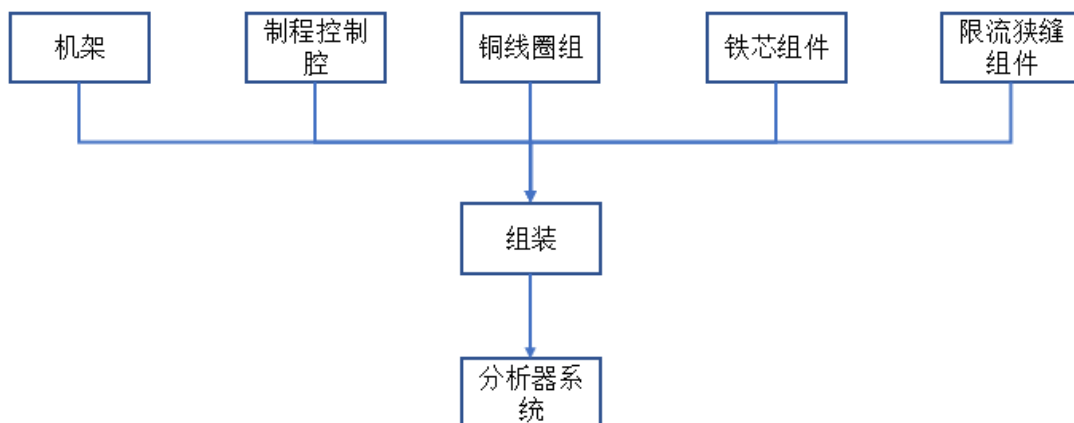 机架
制程控制
腔
铜线圈组
铁芯组件
限流狭缝
组件
组装
分析器系
统